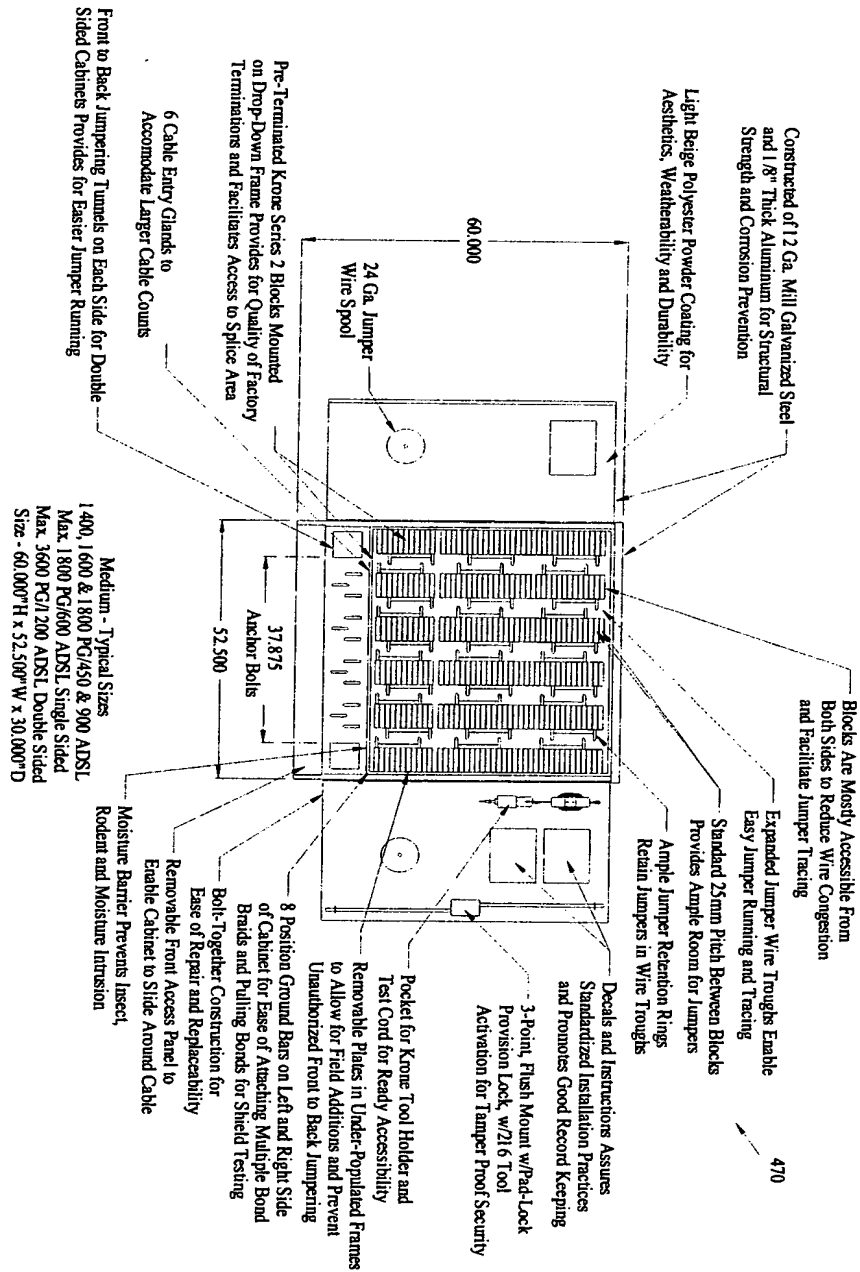 470
Blocks Are Mostly Accessible From
Both Sides to Reduce Wire Congestion
and Facilitate Jumper Tracing
Expanded Jumper Wire Troughs Enable
Easy Jumper Running and Tracing
Standard 25mm Pitch Between Blocks
Provides Ample Room for Jumpers
Ample Jumper Retention Rings
Retain Jumpers in Wire Troughs
Decals and Instructions Assures
Standardized Installation Practices
and Promotes Good Record Keeping
3-Point, Flush Mount w/Pad-Lock
Provision Lock, w/216 Tool
Activation for Tamper Proof Security
Pocket for Krone Tool Holder and
Test Cord for Ready Accessibility
Removable Plates in Under-Populated Frames
to Allow for Field Additions and Prevent
Unauthorized Front to Back Jumpering
8 Position Ground Bars on Left and Right Side
of Cabinet for Ease of Attaching Multiple Bond
Braids and Pulling Bonds for Shield Testing
Bolt-Together Construction for
Ease of Repair and Replaceability
Removable Front Access Panel to
Enable Cabinet to Slide Around Cable
Moisture Barrier Prevents Insect,
Rodent and Moisture Intrusion
Constructed of 12 Ga. Mill Galvanized Steel
and 1/8" Thick Aluminum for Structural
Strength and Corrosion Prevention
Light Beige Polyester Powder Coating for
Aesthetics, Weatherability and Durability
60.000
24 Ga. Jumper
Wire Spool
37.875
Anchor Bolts
52.500
Pre-Terminated Krone Series 2 Blocks Mounted
on Drop-Down Frame Provides for Quality of Factory
Terminations and Facilitates Access to Splice Area
6 Cable Entry Glands to
Accomodate Larger Cable Counts
Front to Back Jumpering Tunnels on Each Side for Double
Sided Cabinets Provides for Easier Jumper Running
Medium - Typical Sizes
1400, 1600 & 1800 PG/450 & 900 ADSL
Max. 1800 PG/600 ADSL Single Sided
Max. 3600 PG/1200 ADSL Double Sided
Size - 60.000"H x 52.500"W x 30.000"D